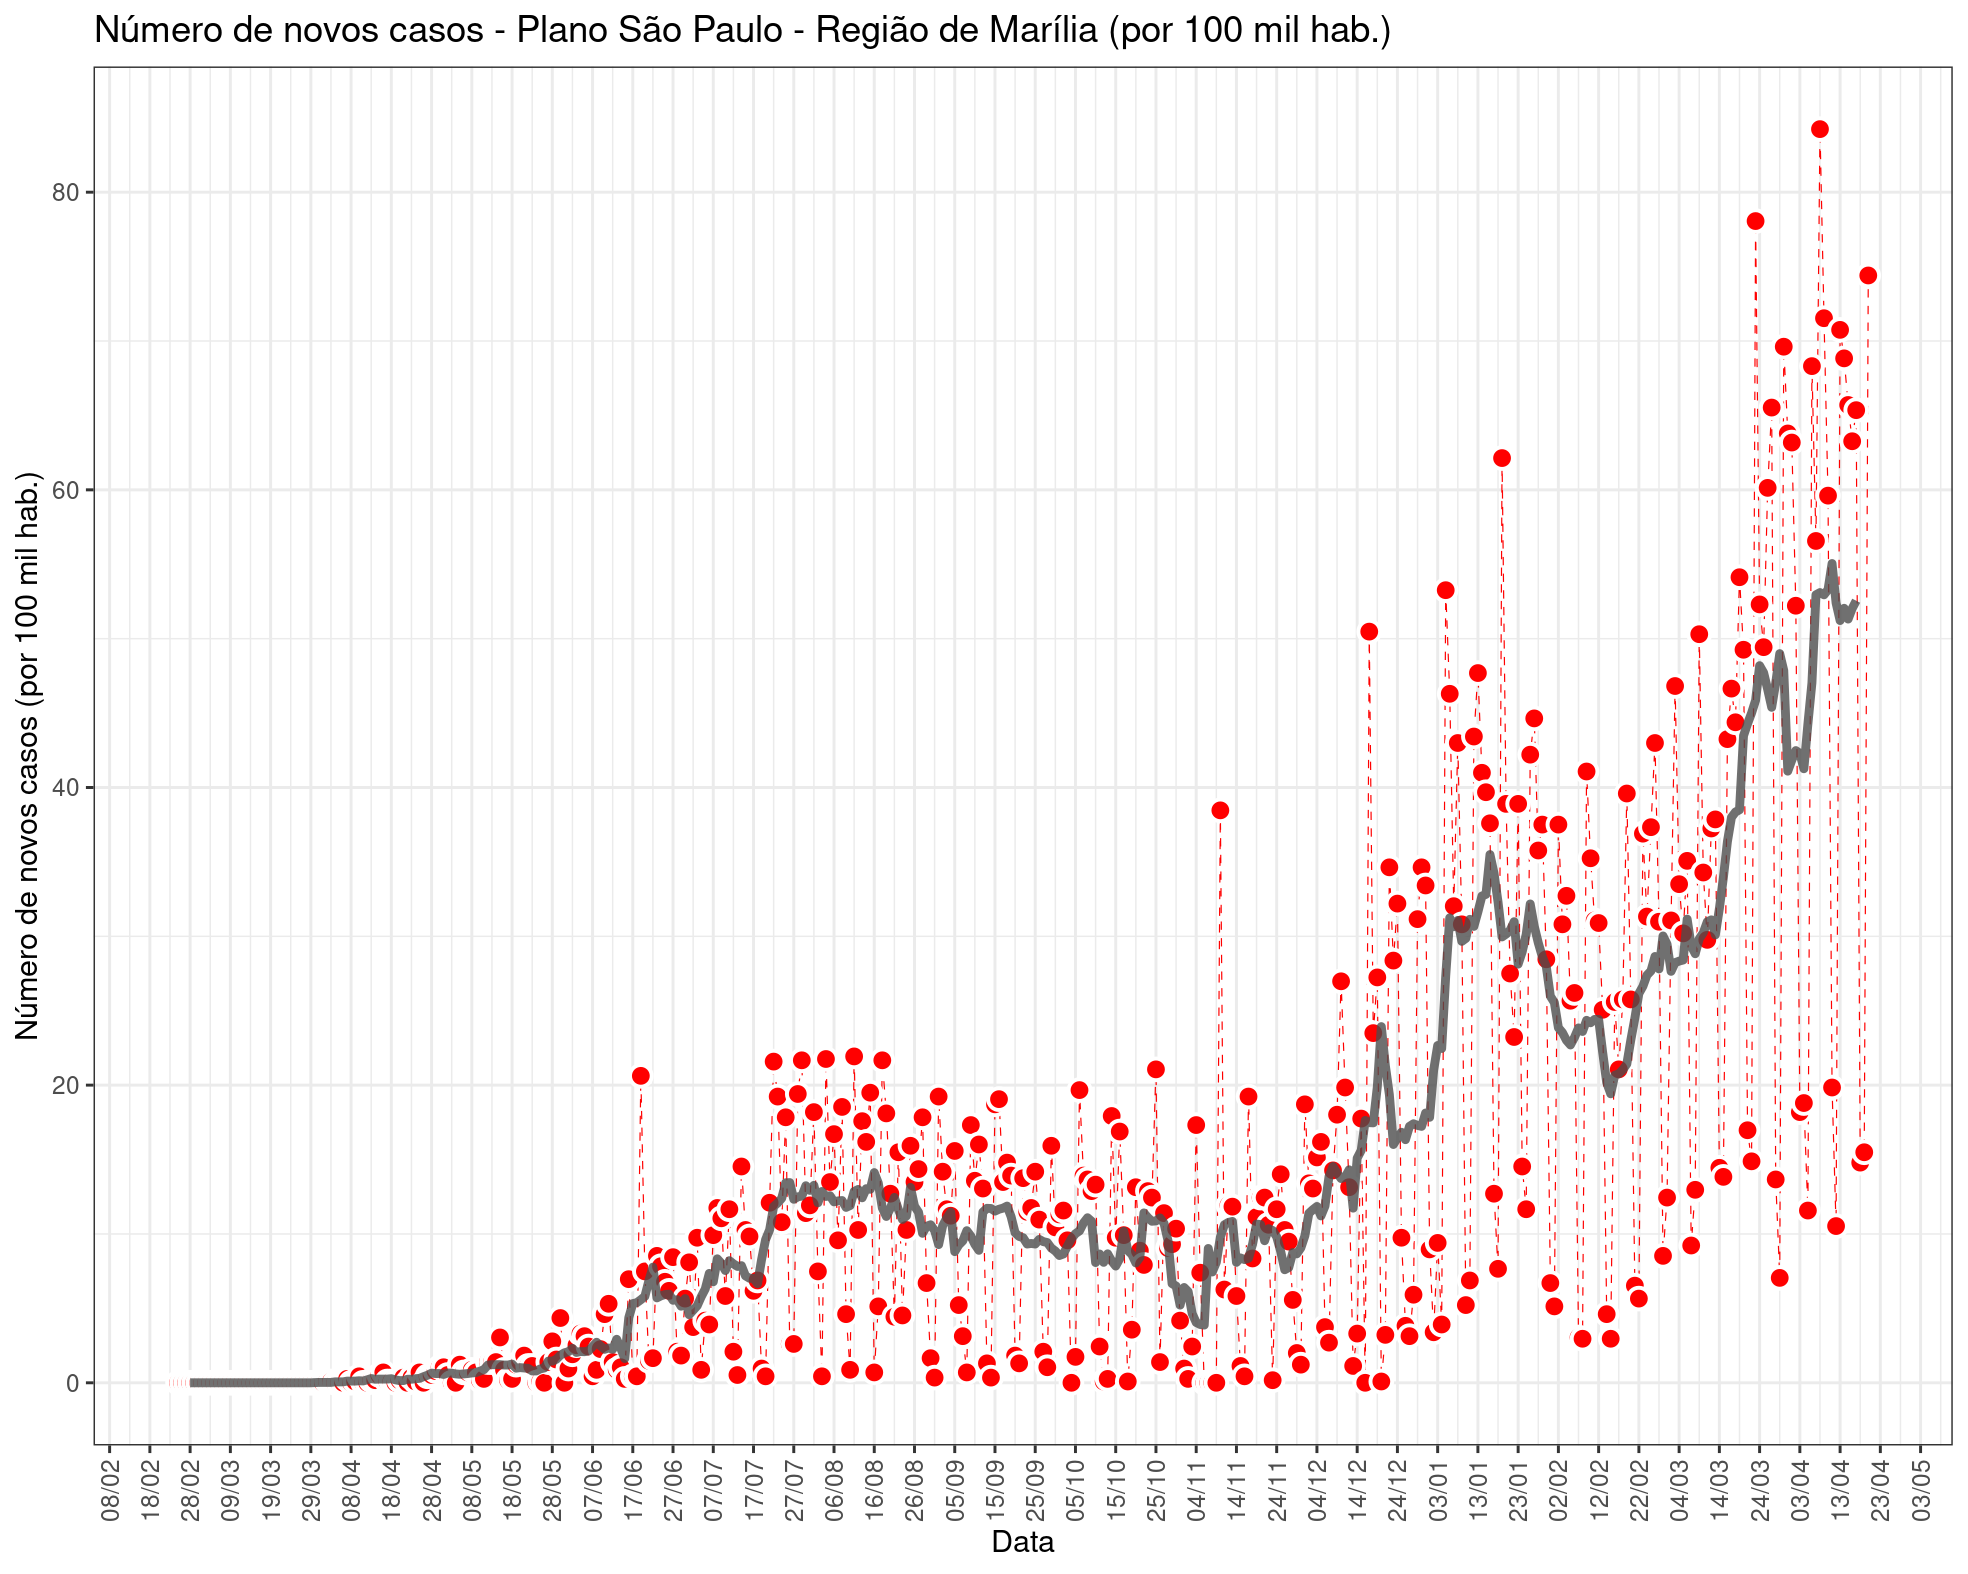 Número de novos casos - Plano São Paulo - Região de Marília (por 100 mil hab.)
Número de novos casos (por 100 mil hab.)
80
60
40
20
0
08/02 18/02 28/02 09/03 19/03 29/03 08/04 18/04 28/04 08/05 18/05 28/05 07/06 17/06 27/06 07/07 17/07 27/07 06/08 16/08 26/08 05/09 15/09 25/09 05/10 15/10 25/10 04/11 14/11 24/11 04/12 14/12 24/12 03/01 13/01 23/01 02/02 12/02 22/02 04/03 14/03 24/03 03/04 13/04 23/04 03/05
Data